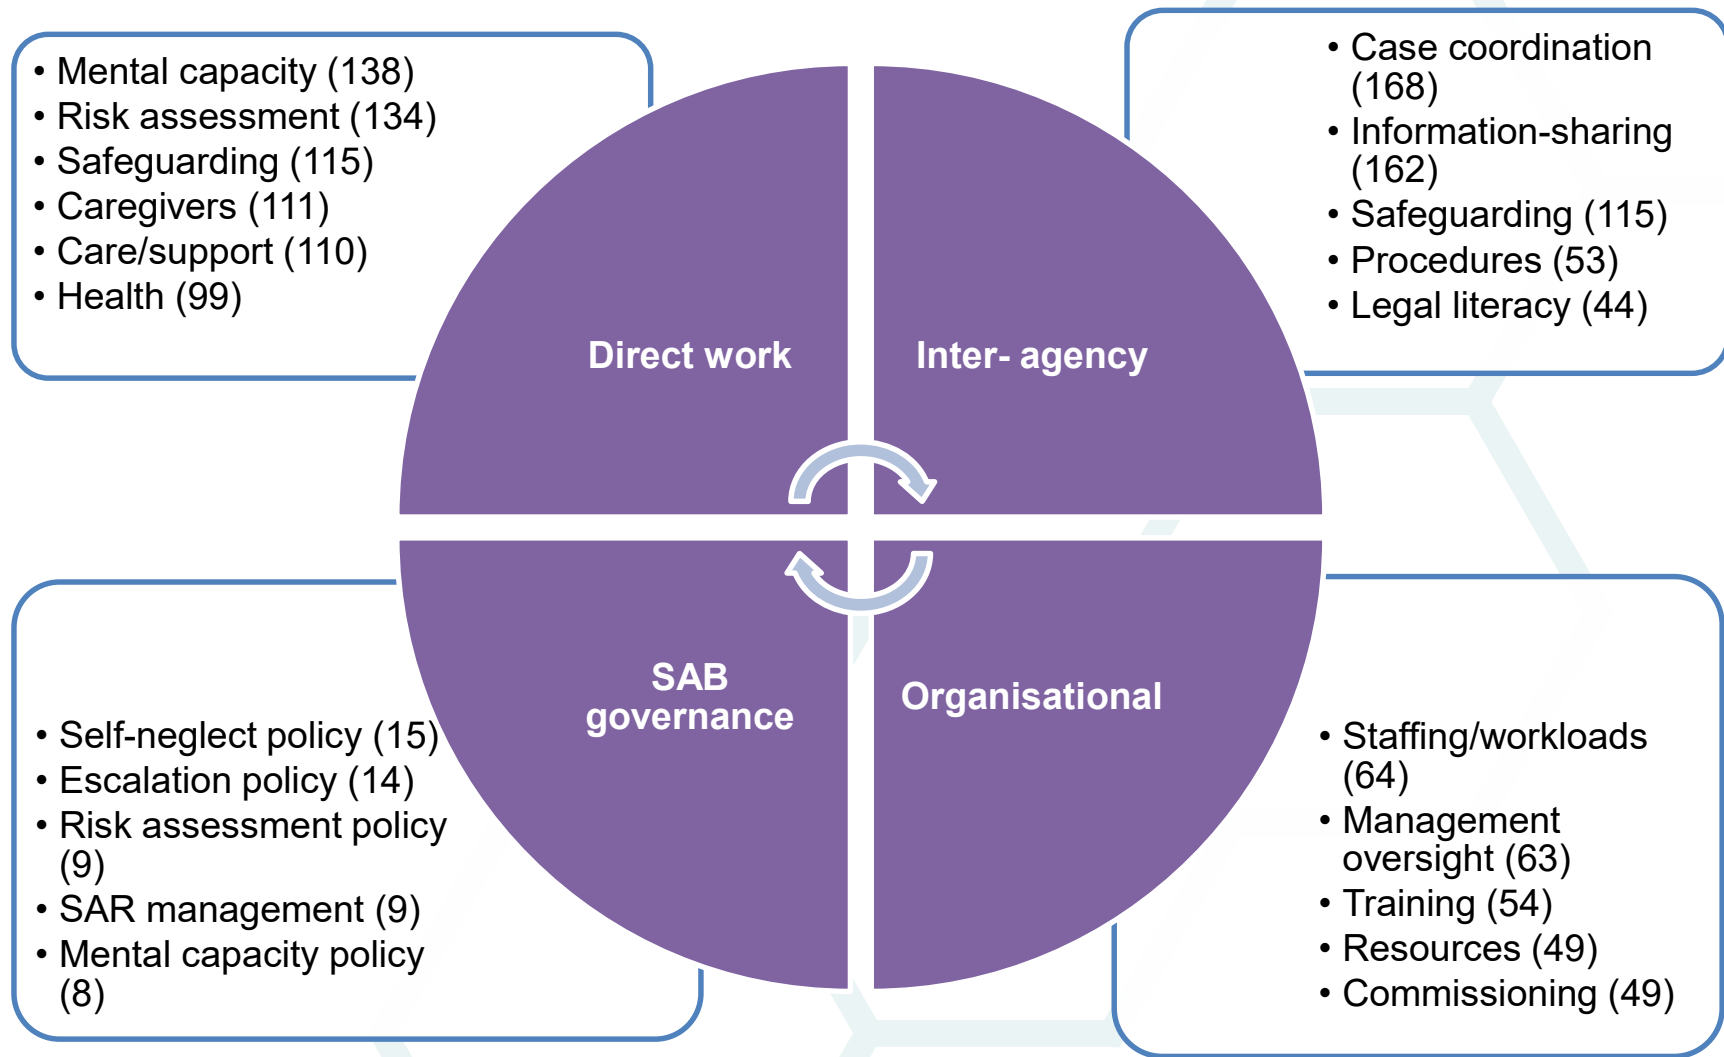 • Mental capacity (138)
• Risk assessment (134)
• Safeguarding (115)
• Caregivers (111)
• Care/support (110)
• Health (99)
• Case coordination
(168)
• Information-sharing
(162)
• Safeguarding (115)
• Procedures (53)
• Legal literacy (44)
Direct work
Inter- agency
SAB
governance
Organisational
• Self-neglect policy (15)
• Escalation policy (14)
• Risk assessment policy
(9)
• SAR management (9)
• Mental capacity policy
(8)
• Staffing/workloads
(64)
• Management
oversight (63)
• Training (54)
• Resources (49)
• Commissioning (49)